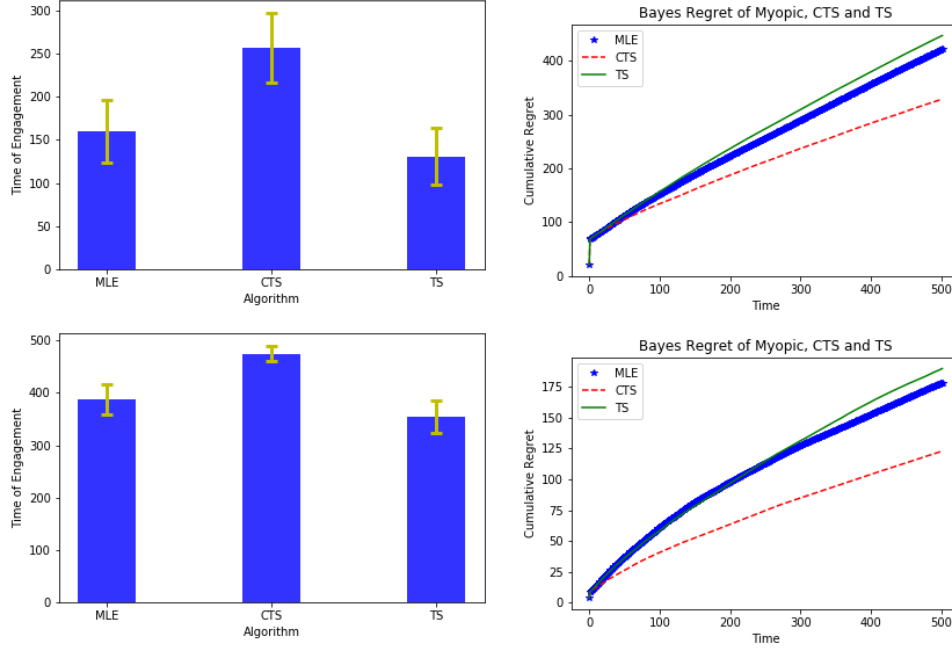 300
250
200
150
100
50
0
Time of Engagement
MLE CTS TS
Algorithm
Bayes Regret of Myopic, CTS and TS
MLE
CTS
TS
400
300
200
100
0
Cumulative Regret
0 100 200 300 400 500
Time
500
400
300
200
100
0
Time of Engagement
MLE CTS TS
Algorithm
Bayes Regret of Myopic, CTS and TS
MLE
CTS
TS
175
150
125
100
75
50
25
0
Cumulative Regret
0 100 200 300 400 500
Time